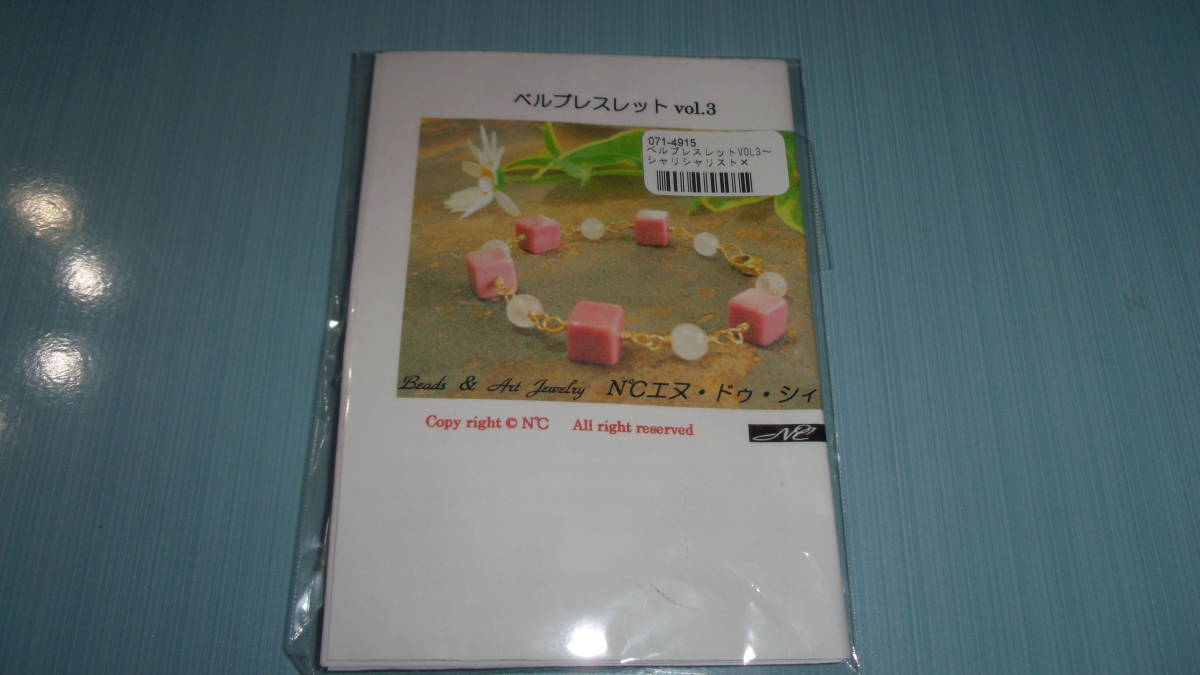 ベルブレスレット vol.3
071-4915
ベルブレスレットVOL3～
シャリシャリスト×
Beads & Art Jewelry N℃エヌ・ドゥ・シィ
Copy right © N℃ All right reserved
N℃